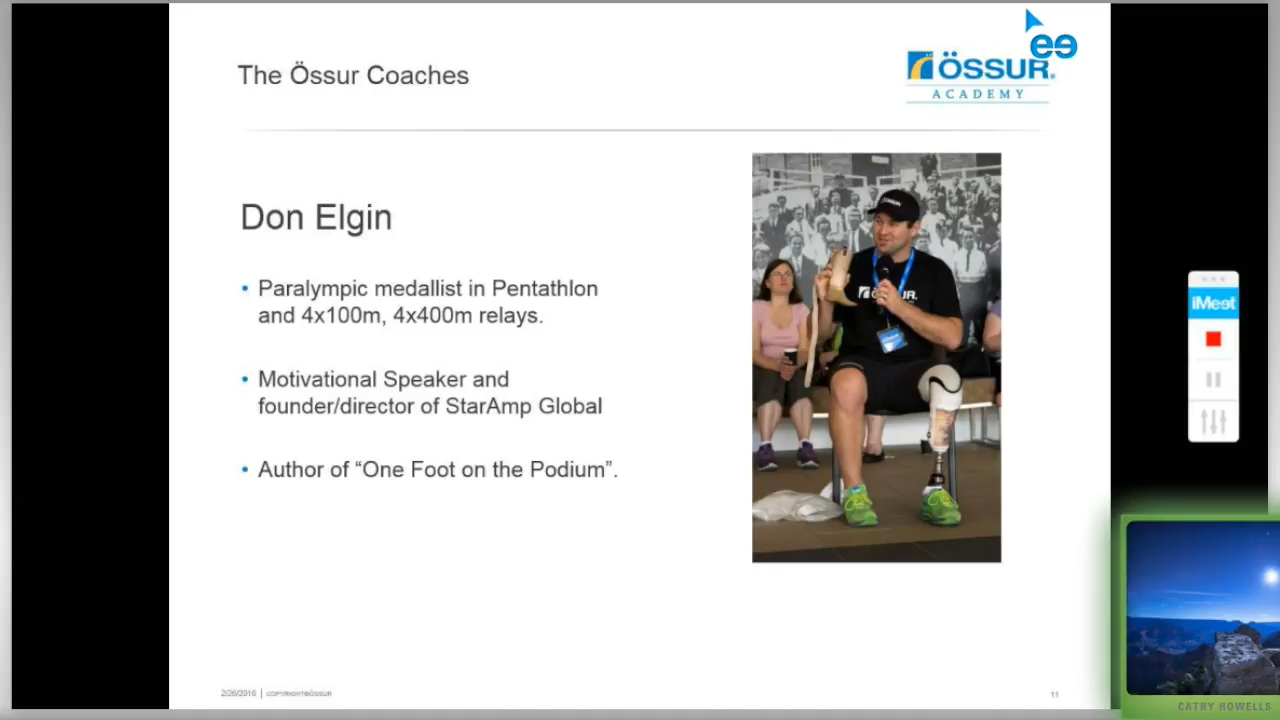 The Össur Coaches
ÖSSUR®
ACADEMY
Don Elgin
• Paralympic medallist in Pentathlon
and 4x100m, 4x400m relays.
• Motivational Speaker and
founder/director of StarAmp Global
• Author of “One Foot on the Podium”.
ÖSSUR.
iMeet
2/26/2016 | COPYRIGHT©ÖSSUR
11
CATHY HOWELLS